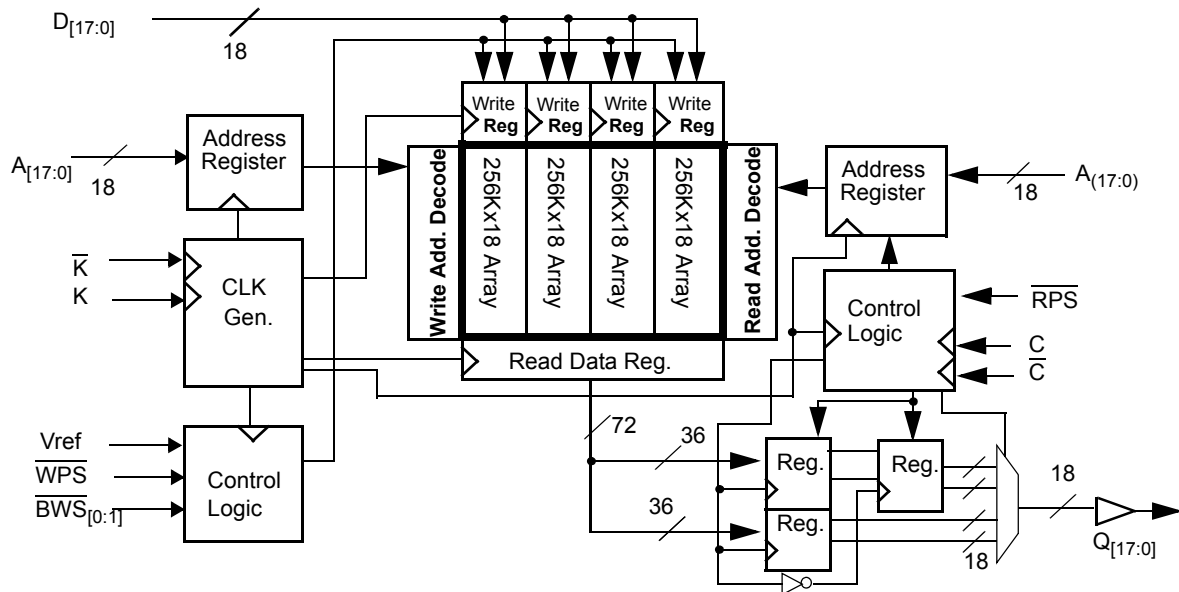 D[17:0]
18
Write Reg
Write Reg
Write Reg
Write Reg
A[17:0]
18
Address Register
Write Add. Decode
256Kx18 Array
256Kx18 Array
256Kx18 Array
256Kx18 Array
Read Add. Decode
Address Register
18
A(17:0)
K̅
K
CLK Gen.
Control Logic
R̅P̅S̅
C
C̅
Read Data Reg.
72
36
36
Vref
W̅P̅S̅
B̅W̅S̅[0:1]
Control Logic
Reg.
Reg.
Reg.
18
18
Q[17:0]